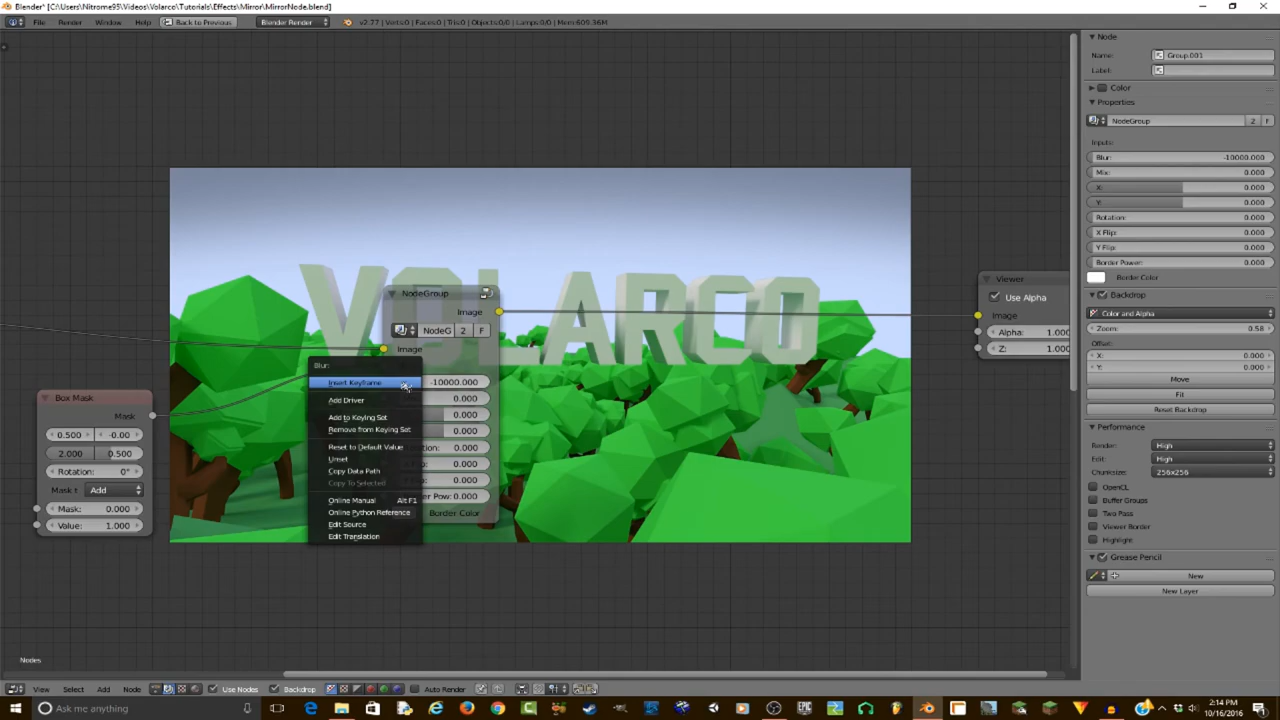 Blender* [C:\Users\Nitrome95\Videos\Volarco\Tutorials\Effects\Mirror\MirrorNode.blend]
File Render Window Help Back to Previous Blender Render v2.77 | Verts:0 | Faces:0 | Tris:0 | Objects:0/0 | Lamps:0/0 | Mem:609.36M
Node
Name: Group.001
Label:
Color
Properties
NodeGroup 2 F
Inputs:
Blur: -10000.000
Mix: 0.000
X: 0.000
Y: 0.000
Rotation: 0.000
X Flip: 0.000
Y Flip: 0.000
Border Power: 0.000
Border Color
Backdrop
Color and Alpha
Zoom: 0.58
Offset:
X: 0.000
Y: 0.000
Move
Fit
Reset Backdrop
Performance
Render: High
Edit: High
Chunksize: 256x256
OpenCL
Buffer Groups
Two Pass
Viewer Border
Highlight
Grease Pencil
New
New Layer
VOLARCO
NodeGroup
Image
NodeG 2 F
Image
-10000.000
0.000
0.000
0.000
tation: 0.000
0.000
0.000
er Pow: 0.000
Border Color
Blur:
Insert Keyframe
Add Driver
Add to Keying Set
Remove from Keying Set
Reset to Default Value
Unset
Copy Data Path
Copy To Selected
Online Manual Alt F1
Online Python Reference
Edit Source
Edit Translation
Box Mask
Mask
0.500 -0.00
2.000 0.500
Rotation: 0°
Mask t Add
Mask: 0.000
Value: 1.000
Viewer
Use Alpha
Image
Alpha: 1.000
Z: 1.000
Nodes
View Select Add Node Use Nodes Backdrop Auto Render
Ask me anything
2:14 PM
10/16/2016